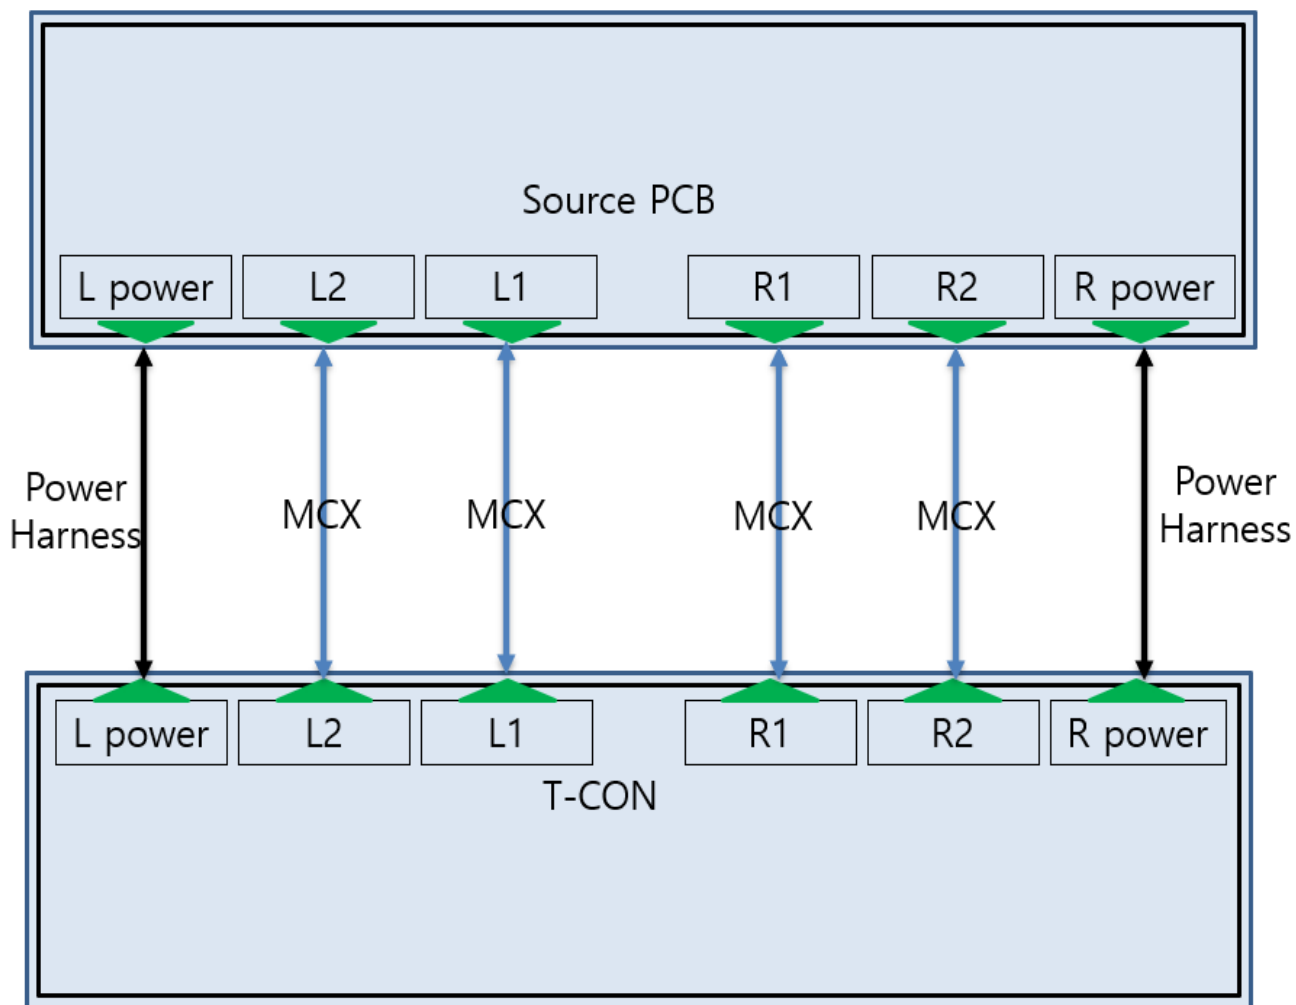 Source PCB
L power
L2
L1
R1
R2
R power
Power
Harness
MCX
MCX
MCX
MCX
Power
Harness
L power
L2
L1
R1
R2
R power
T-CON